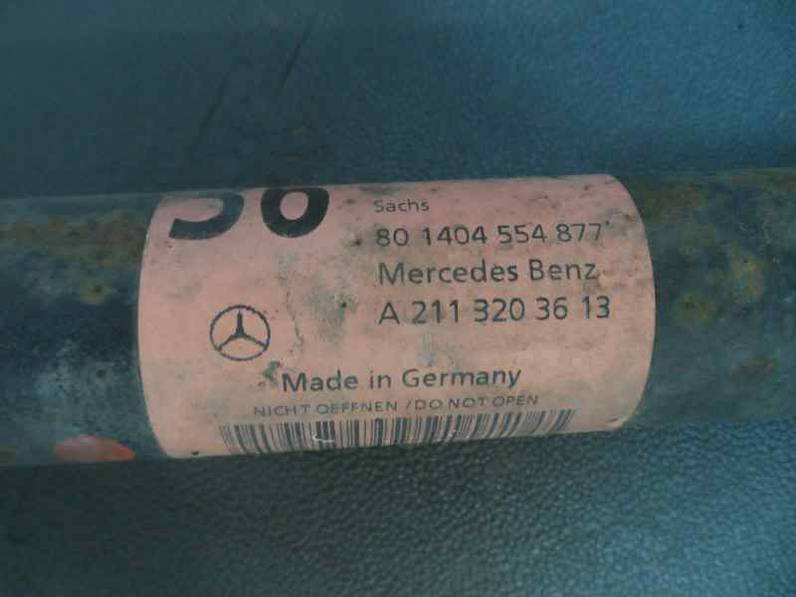 Sachs
80 1404 554 877
Mercedes Benz
A 211 320 36 13
Made in Germany
NICHT OEFFNEN / DO NOT OPEN